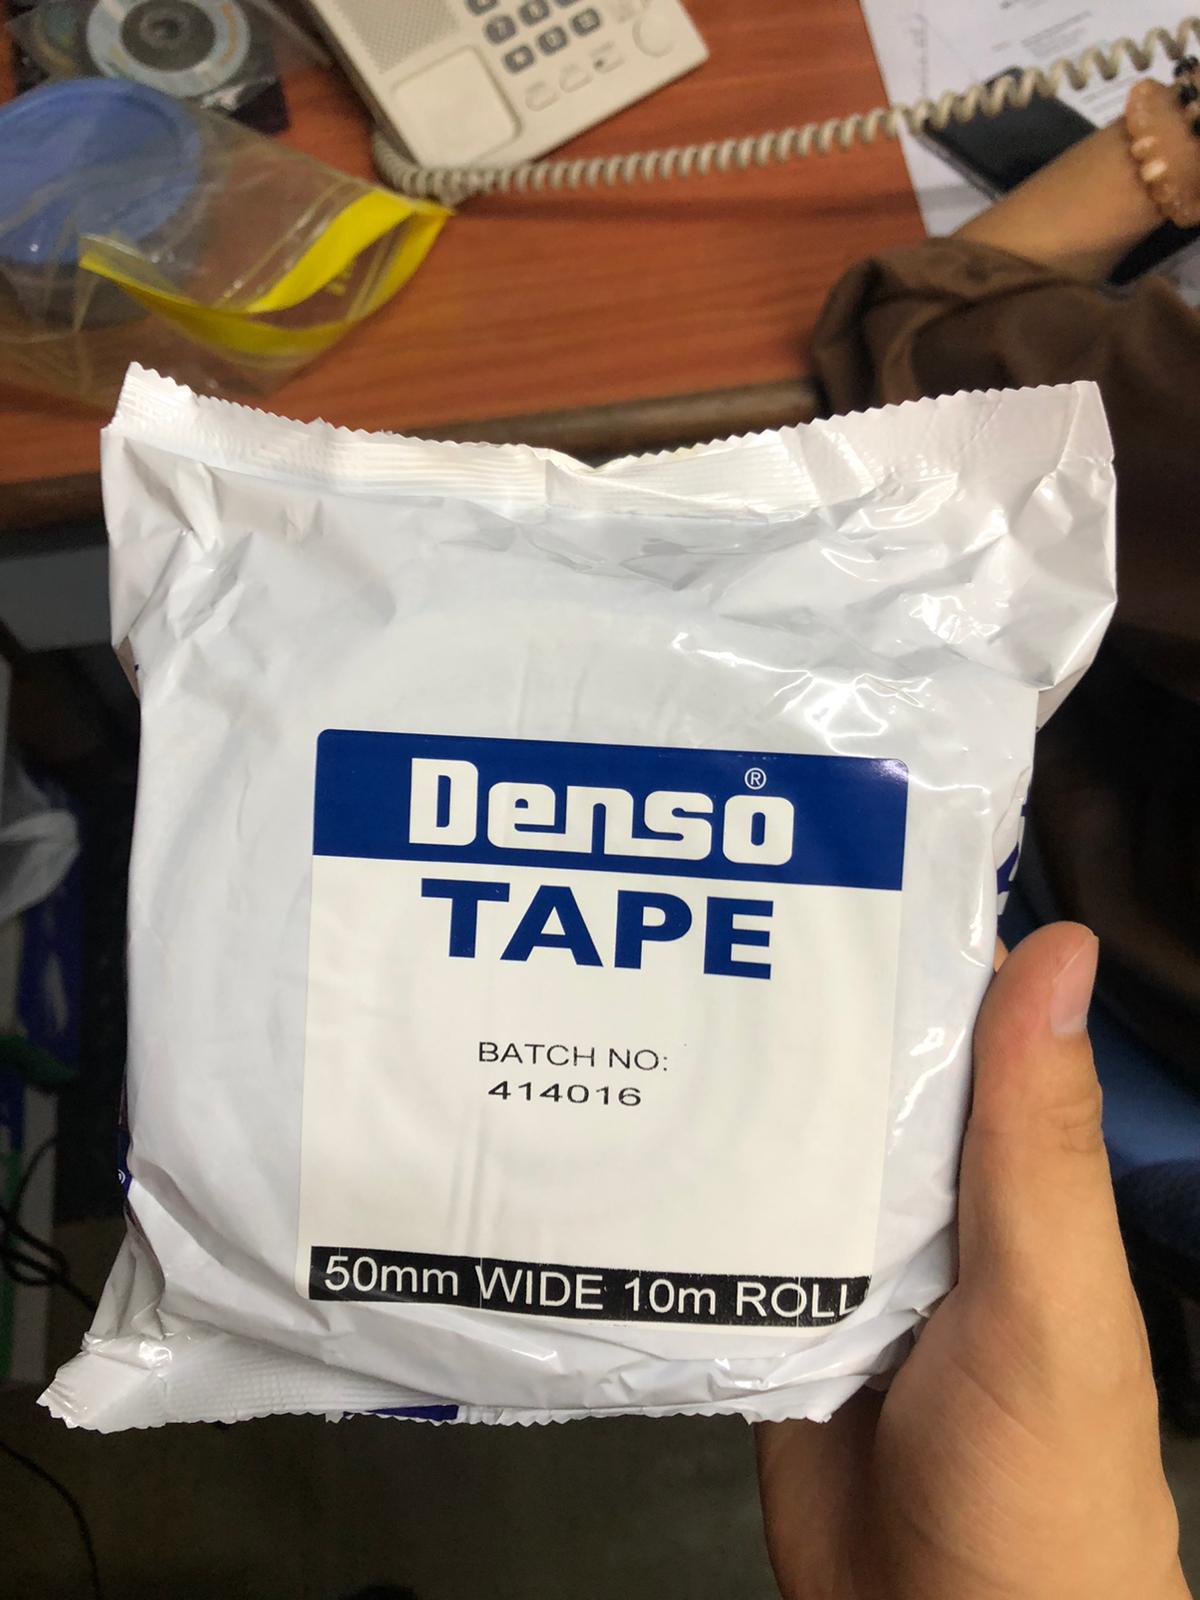 Denso®
TAPE
BATCH NO:
414016
50mm WIDE 10m ROLL